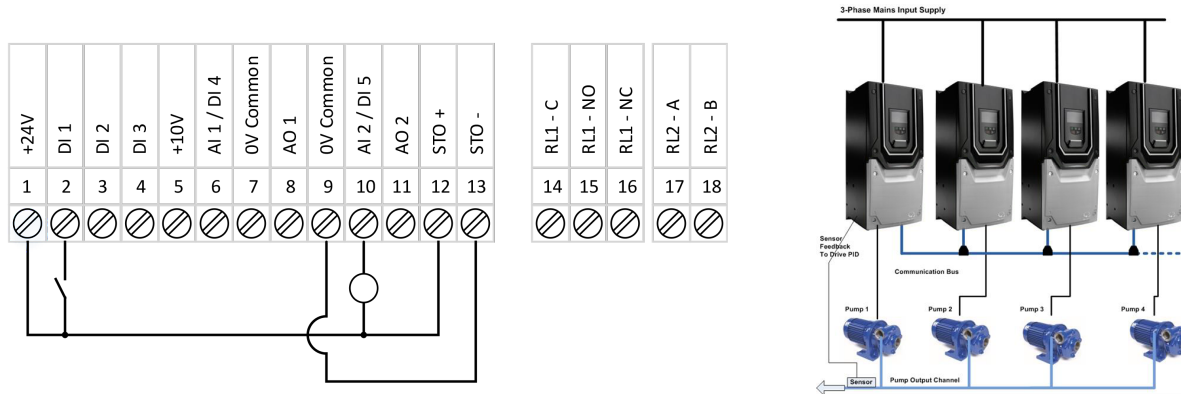 3-Phase Mains Input Supply
+24V
DI 1
DI 2
DI 3
+10V
AI 1 / DI 4
0V Common
AO 1
0V Common
AI 2 / DI 5
AO 2
STO +
STO -
RL1 - C
RL1 - NO
RL1 - NC
RL2 - A
RL2 - B
1 2 3 4 5 6 7 8 9 10 11 12 13 14 15 16 17 18
Sensor
Feedback
To Drive PID
Communication Bus
Pump 1 Pump 2 Pump 3 Pump 4
Sensor
Pump Output Channel